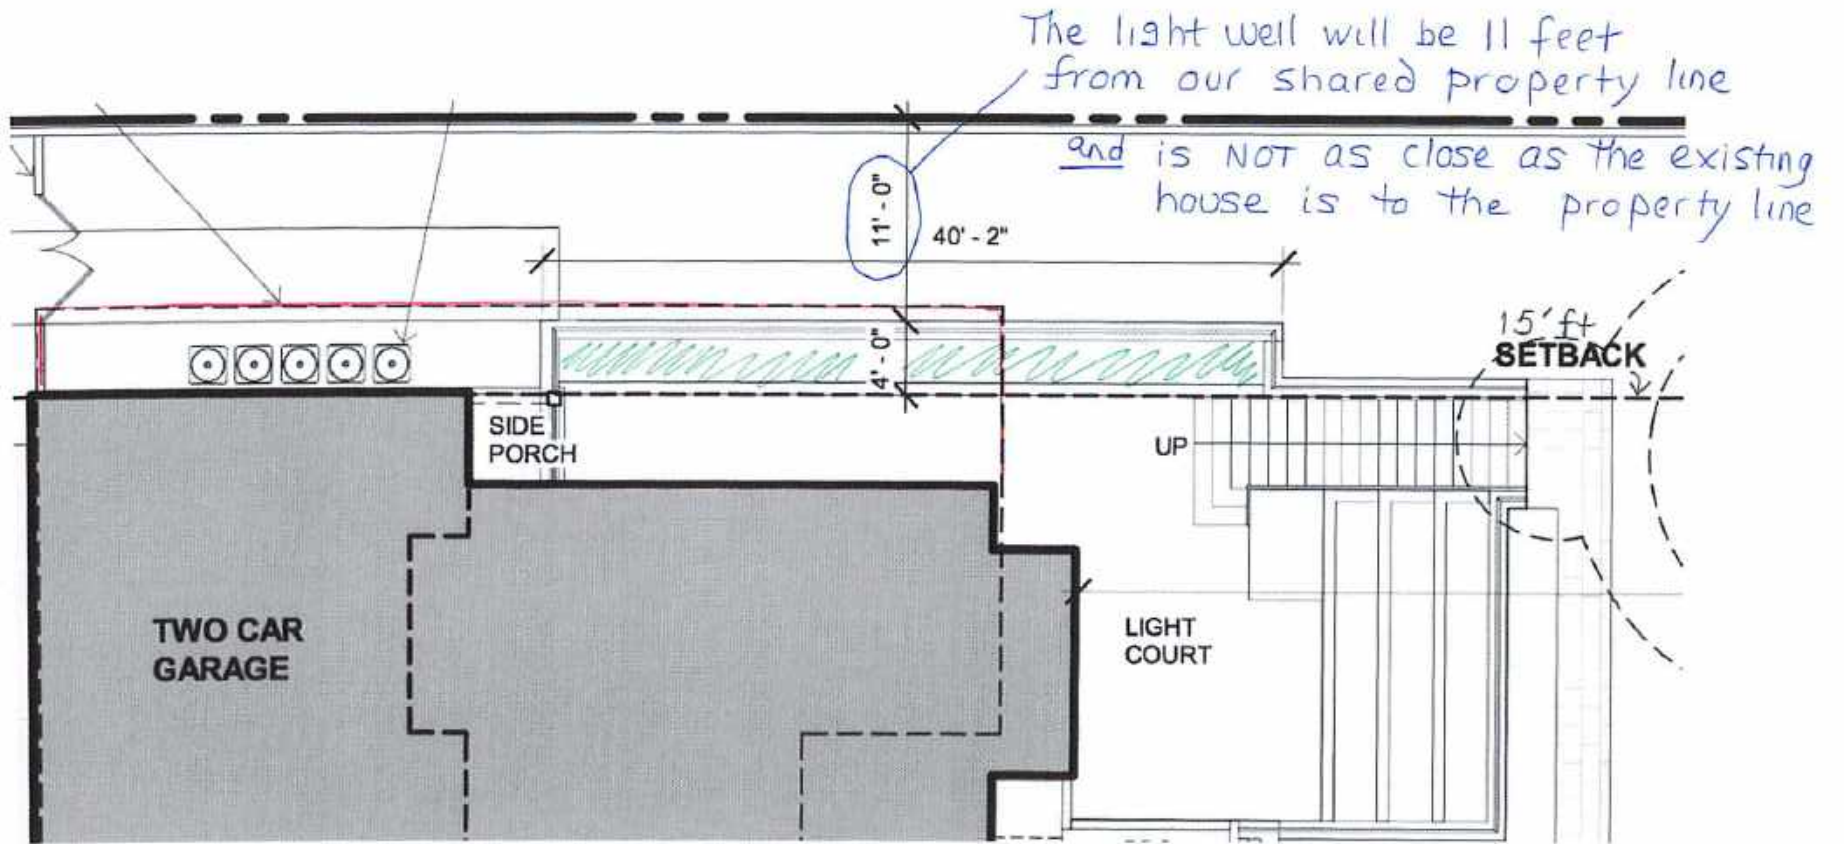 The light well will be 11 feet
from our shared property line
and is NOT as close as the existing
house is to the property line
11' - 0"
40' - 2"
15' ft
SETBACK
4' - 0"
SIDE
PORCH
UP
TWO CAR
GARAGE
LIGHT
COURT